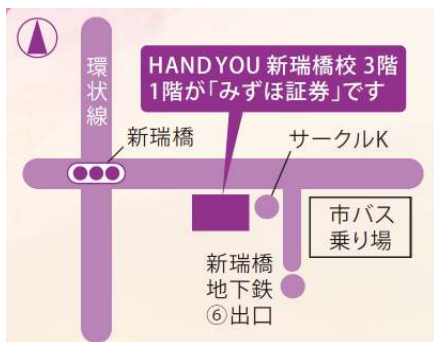 HAND YOU 新瑞橋校 3階
1階が「みずほ証券」です
環状線
新瑞橋
サークルK
市バス
乗り場
新瑞橋
地下鉄
⑥出口